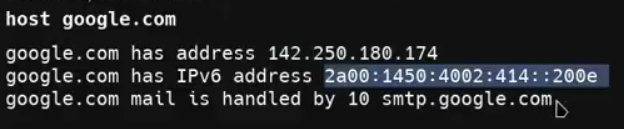 host google.com
google.com has address 142.250.180.174
google.com has IPv6 address 2a00:1450:4002:414::200e
google.com mail is handled by 10 smtp.google.com.